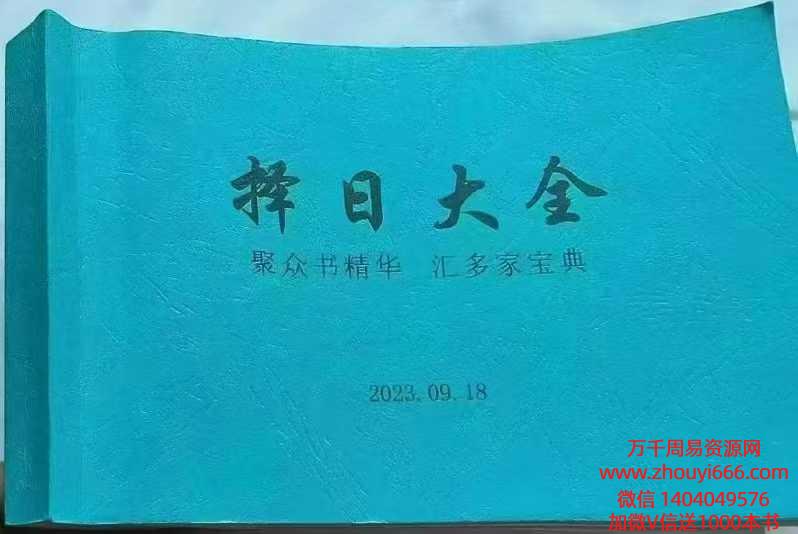 择日大全
聚众书精华 汇多家宝典
2023.09.18
万千周易资源网
www.zhouyi666.com
微信 1404049576
加微V信送1000本书